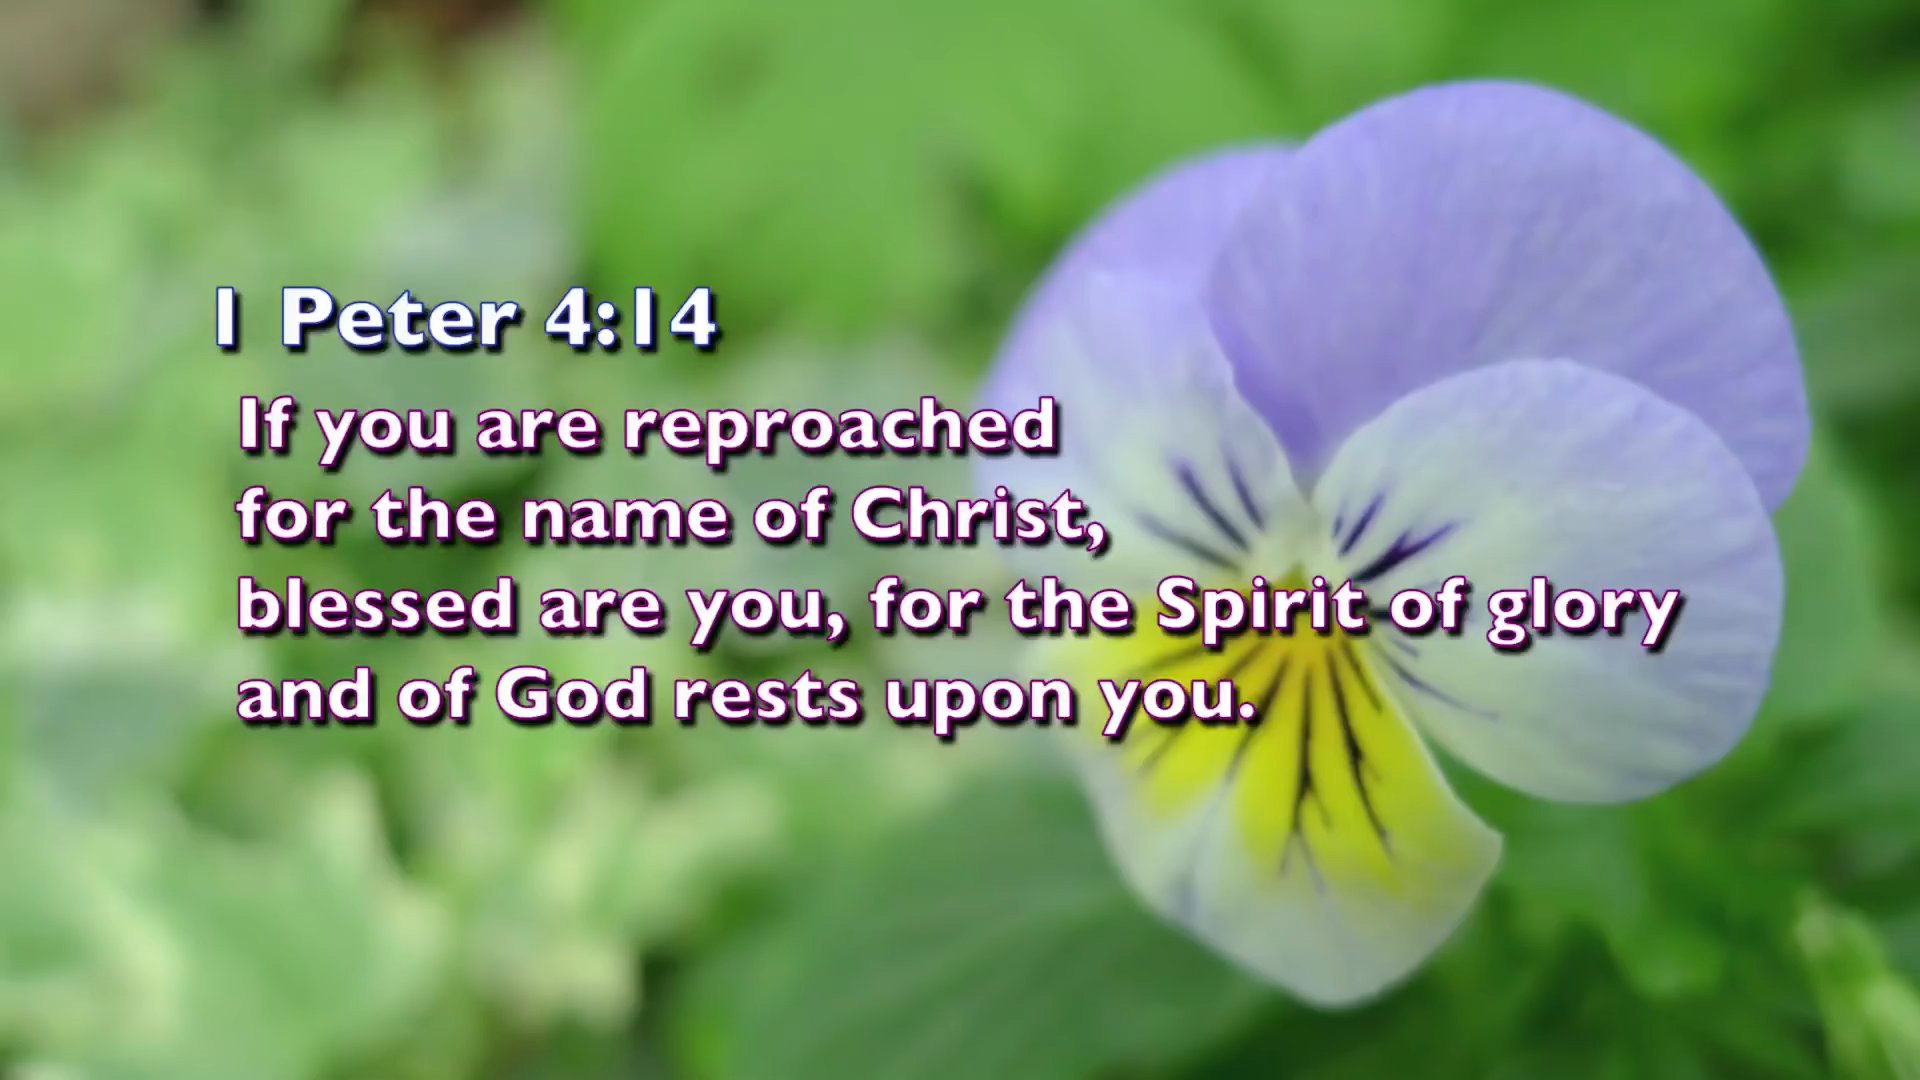 1 Peter 4:14
If you are reproached
for the name of Christ,
blessed are you, for the Spirit of glory
and of God rests upon you.